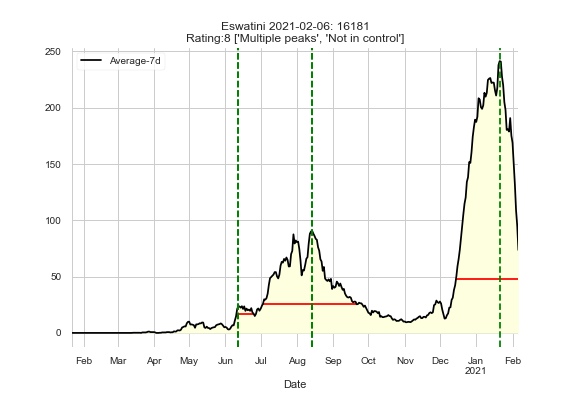 Eswatini 2021-02-06: 16181
Rating:8 ['Multiple peaks', 'Not in control']
250
Average-7d
200
150
100
50
0
Feb Mar Apr May Jun Jul Aug Sep Oct Nov Dec Jan Feb
2021
Date